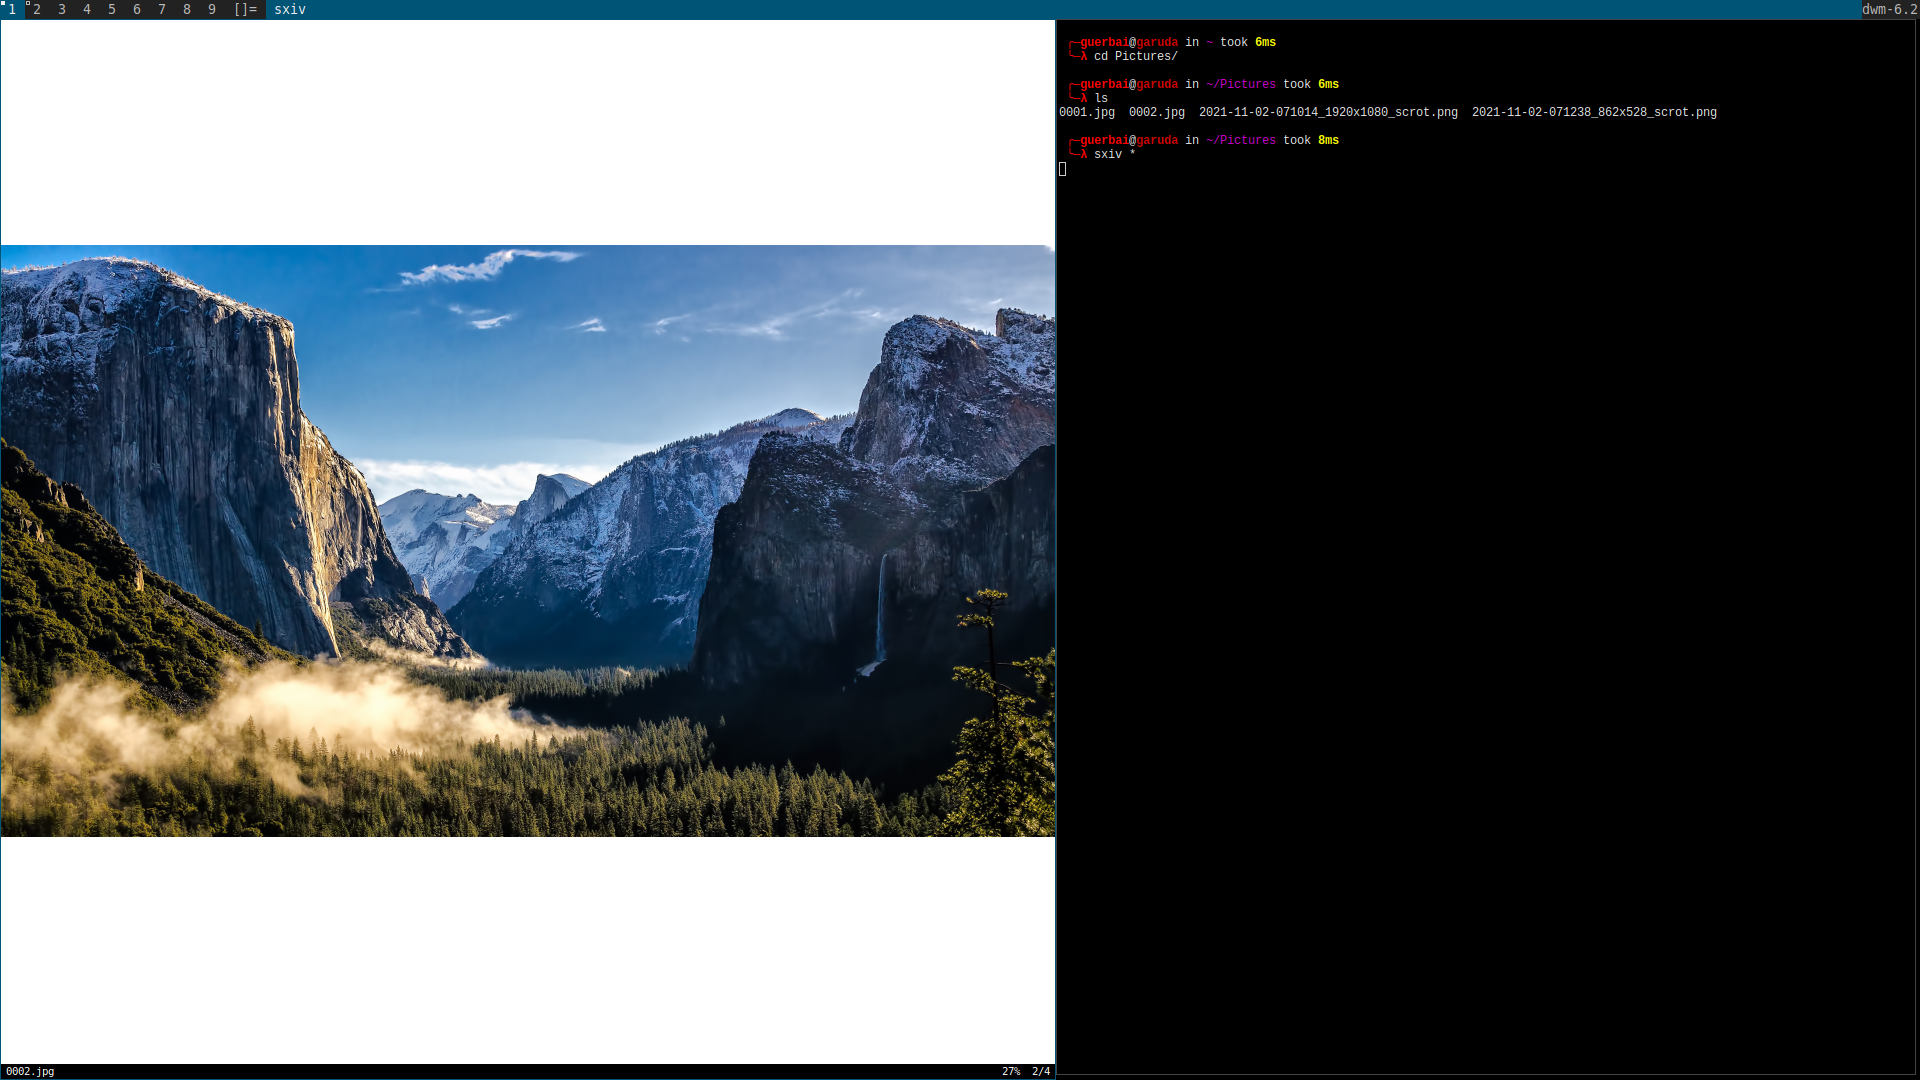 1 2 3 4 5 6 7 8 9 []= sxiv dwm-6.2
╭─guerbai@garuda in ~ took 6ms
╰─λ cd Pictures/
╭─guerbai@garuda in ~/Pictures took 6ms
╰─λ ls
0001.jpg  0002.jpg  2021-11-02-071014_1920x1080_scrot.png  2021-11-02-071238_862x528_scrot.png
╭─guerbai@garuda in ~/Pictures took 8ms
╰─λ sxiv *
0002.jpg 27% 2/4